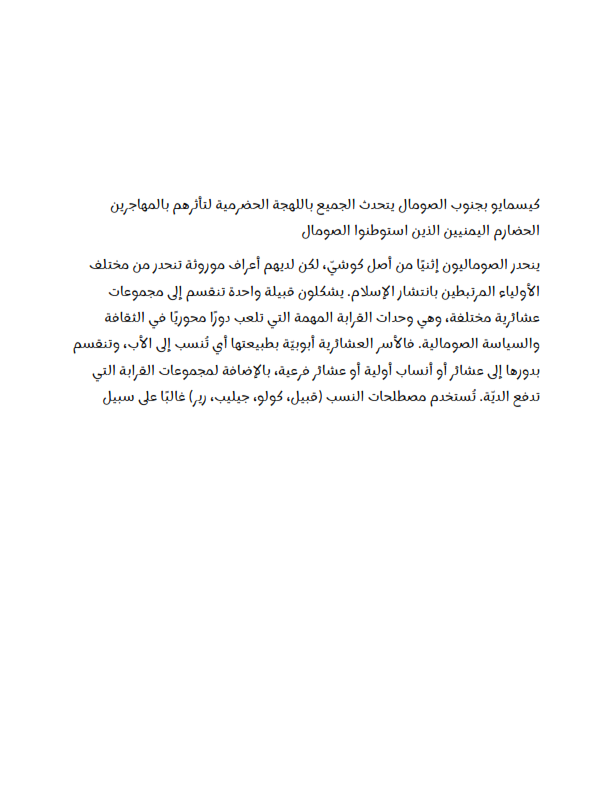 كيسمايو بجنوب الصومال يتحدث الجميع باللهجة الحضرمية لتأثرهم بالمهاجرين
الحضارم اليمنيين الذين استوطنوا الصومال
ينحدر الصوماليون إثنيًا من أصل كوشيّ، لكن لديهم أعراف موروثة تنحدر من مختلف
الأولياء المرتبطين بانتشار الإسلام. يشكلون قبيلة واحدة تنقسم إلى مجموعات
عشائرية مختلفة، وهي وحدات القرابة المهمة التي تلعب دورًا محوريًا في الثقافة
والسياسة الصومالية. فالأسر العشائرية أبويَة بطبيعتها أي تُنسب إلى الأب، وتنقسم
بدورها إلى عشائر أو أنساب أولية أو عشائر فرعية، بالإضافة لمجموعات القرابة التي
تدفع الديّة. تُستخدم مصطلحات النسب (قبيل، كولو، جيليب، رير) غالبًا على سبيل